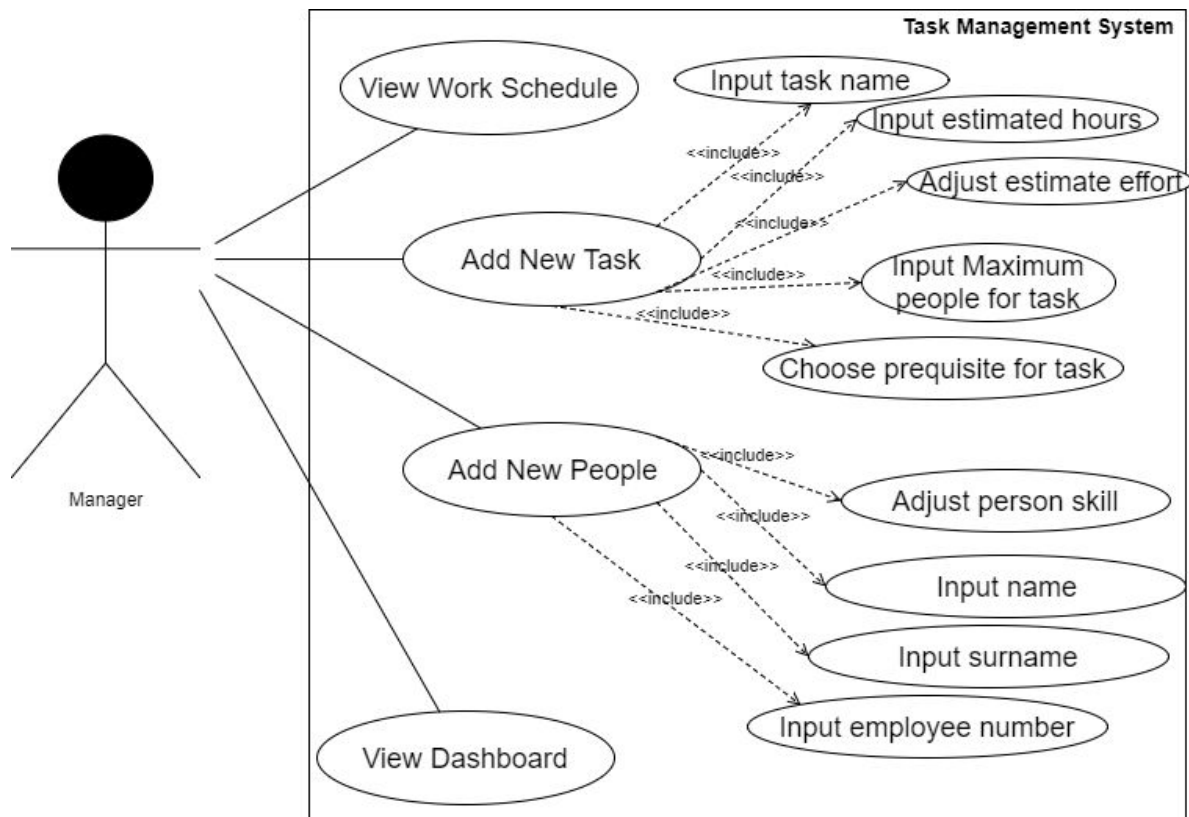 Task Management System
View Work Schedule
Input task name
Input estimated hours
<<include>>
<<include>>
Adjust estimate effort
<<include>>
Add New Task
Input Maximum
people for task
<<include>>
<<include>>
Choose prequisite for task
Add New People
<<include>>
Adjust person skill
Manager
<<include>>
<<include>>
Input name
<<include>>
Input surname
Input employee number
View Dashboard